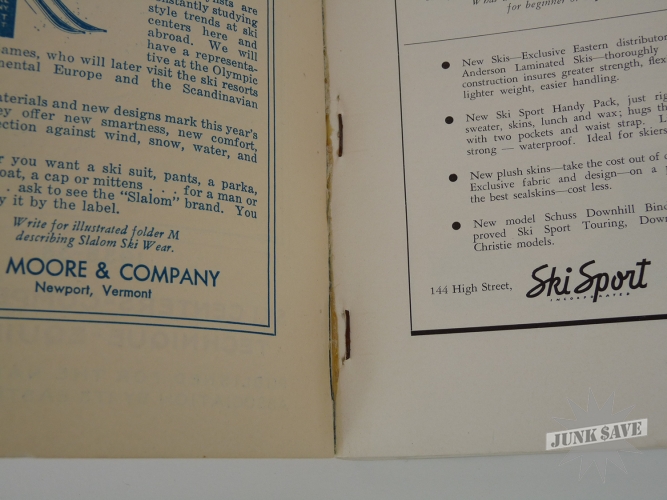 constantly studying
style trends at ski
centers here and
abroad. We will
have a representa-
tive at the Olympic
ames, who will later visit the ski resorts
mental Europe and the Scandinavian
aterials and new designs mark this year's
ey offer new smartness, new comfort,
ection against wind, snow, water, and
r you want a ski suit, pants, a parka,
oat, a cap or mittens . . . for a man or
. . ask to see the "Slalom" brand. You
y it by the label.
Write for illustrated folder M
describing Slalom Ski Wear.
MOORE & COMPANY
Newport, Vermont
for beginner
• New Skis—Exclusive Eastern distributor
Anderson Laminated Skis—thoroughly
construction insures greater strength, flex
lighter weight, easier handling.
• New Ski Sport Handy Pack, just rig
sweater, skins, lunch and wax; hugs th
with two pockets and waist strap. L
strong — waterproof. Ideal for skiers
• New plush skins—take the cost out of c
Exclusive fabric and design—on a
the best sealskins—cost less.
• New model Schuss Downhill Bind
proved Ski Sport Touring, Dow
Christie models.
144 High Street, Ski Sport
INCORPORATED
JUNK $AVE